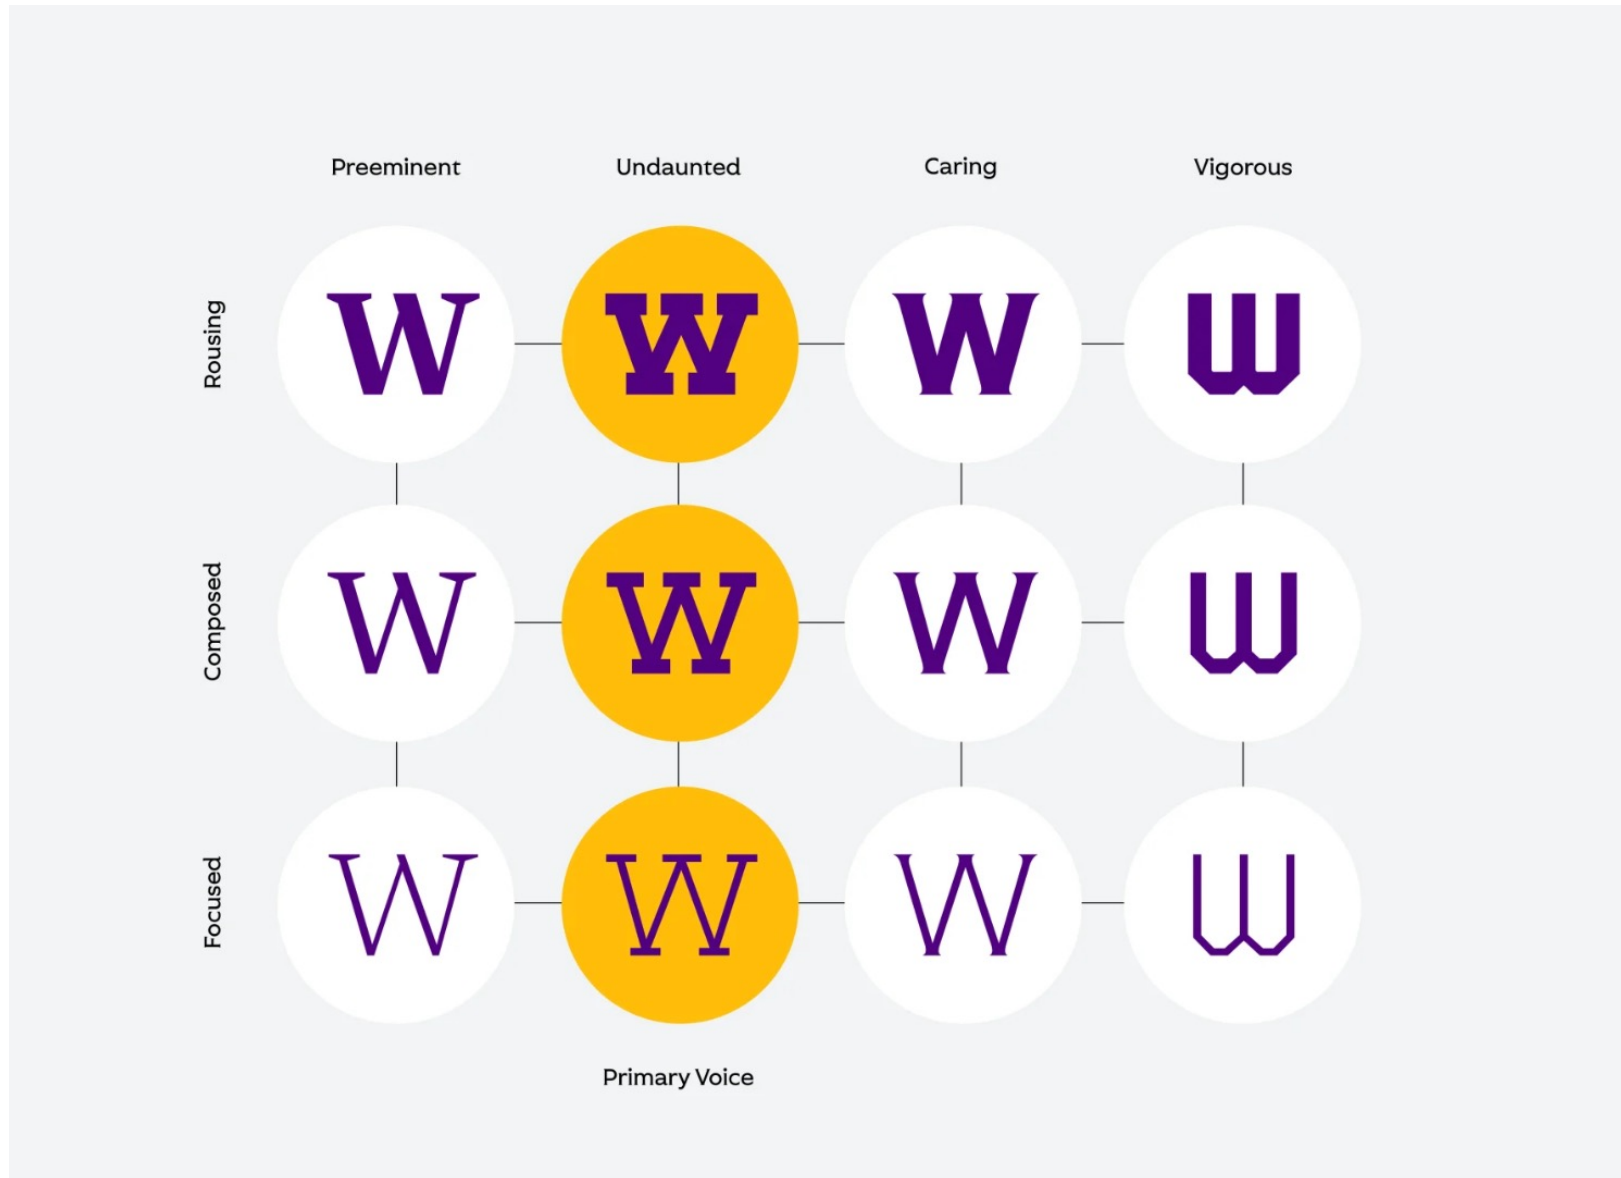 Preeminent Undaunted Caring Vigorous
Rousing W W W W
Composed W W W W
Focused W W W W
Primary Voice